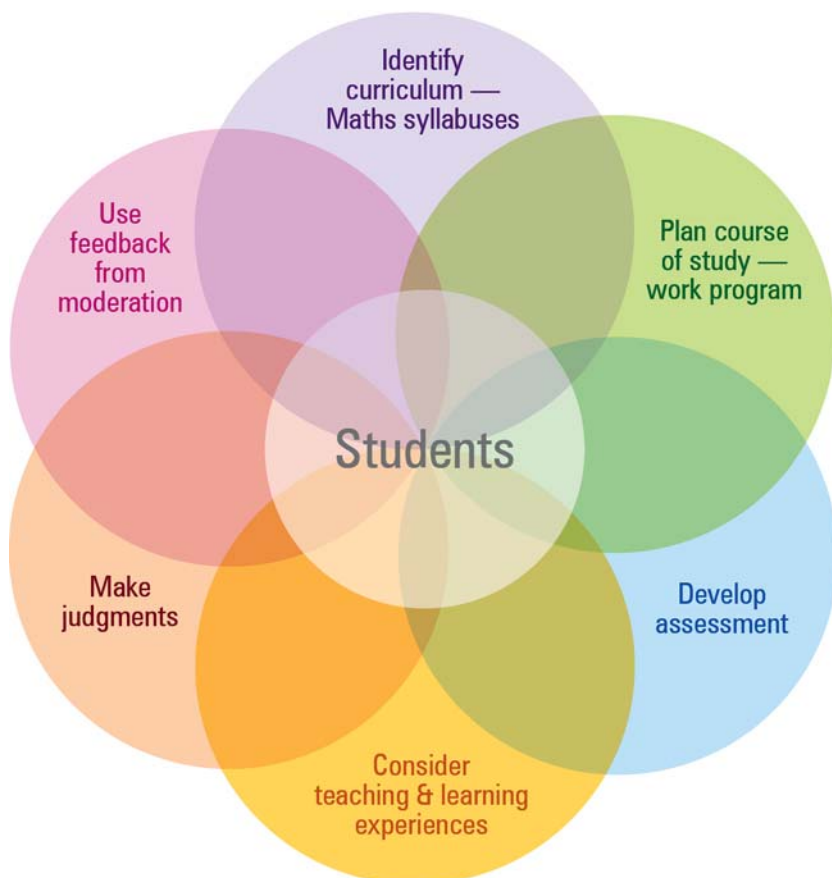 Identify
curriculum —
Maths syllabuses
Plan course
of study —
work program
Develop
assessment
Consider
teaching & learning
experiences
Make
judgments
Use
feedback
from
moderation
Students